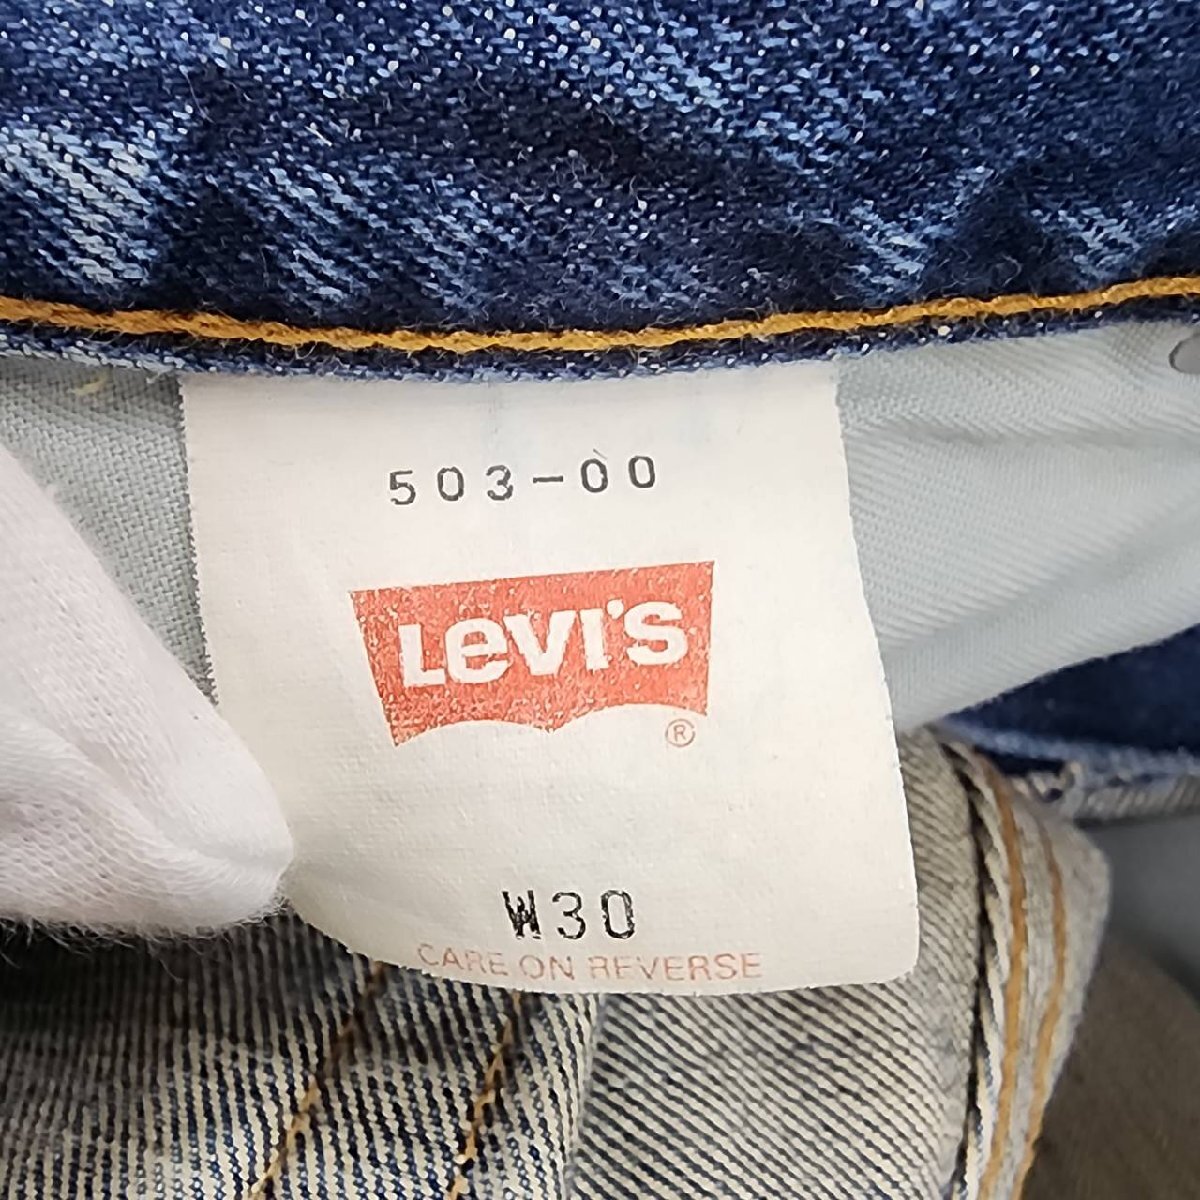 503-00
LEVI'S
®
W30
CARE ON REVERSE